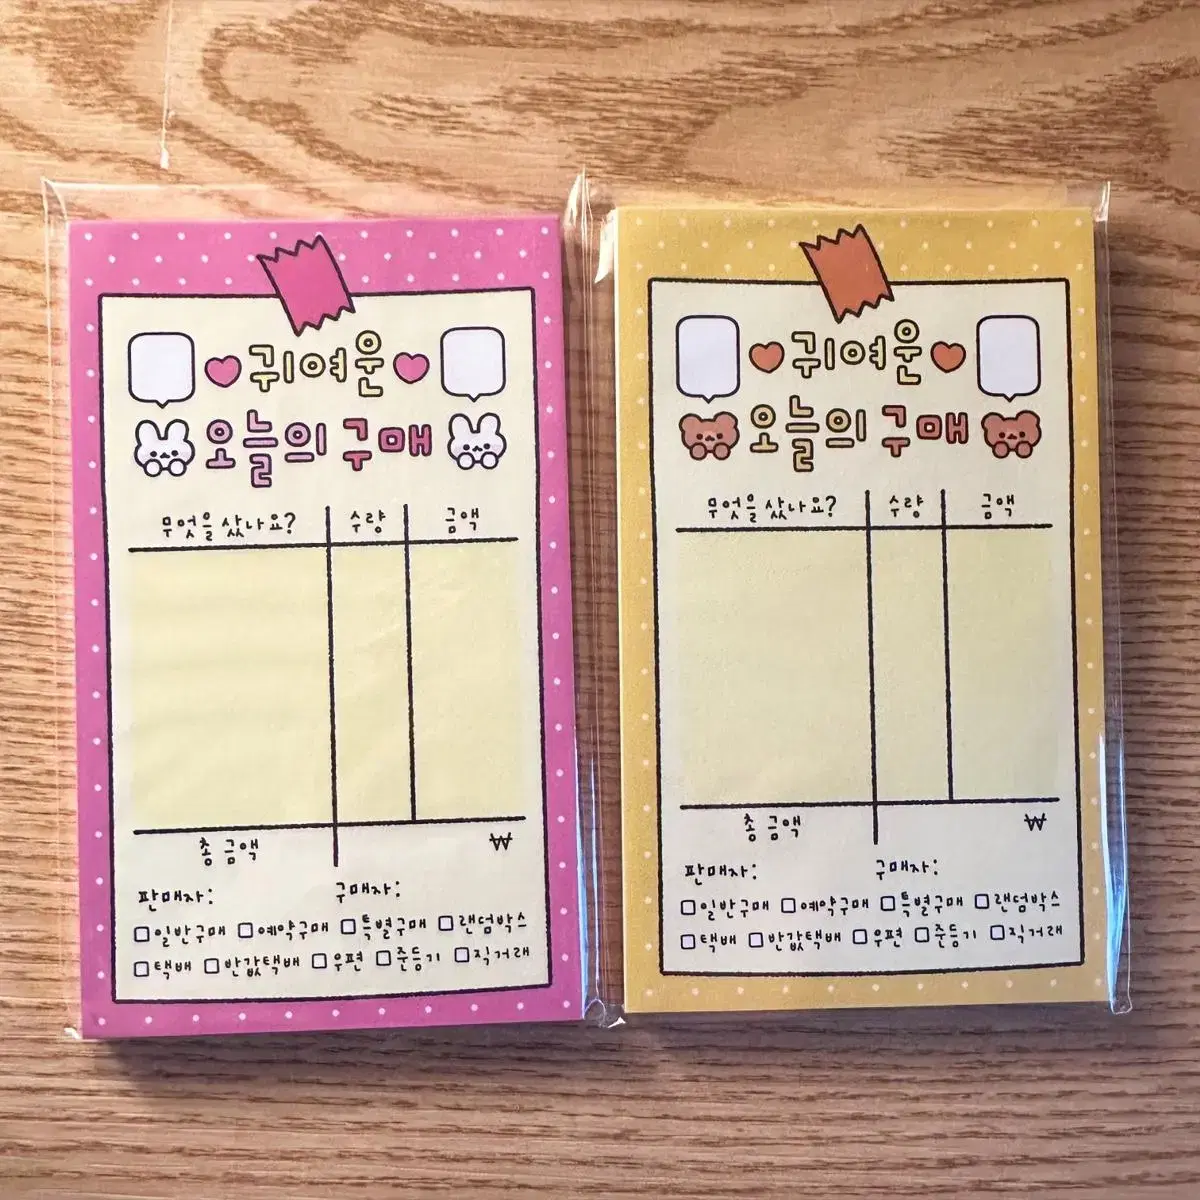 귀여운
오늘의 구매
무엇을 샀나요? 수량 금액
총 금액 ₩
판매자: 구매자:
일반구매 예약구매 특별구매 랜덤박스
택배 반값택배 우편 준등기 직거래
귀여운
오늘의 구매
무엇을 샀나요? 수량 금액
총 금액 ₩
판매자: 구매자:
일반구매 예약구매 특별구매 랜덤박스
택배 반값택배 우편 준등기 직거래